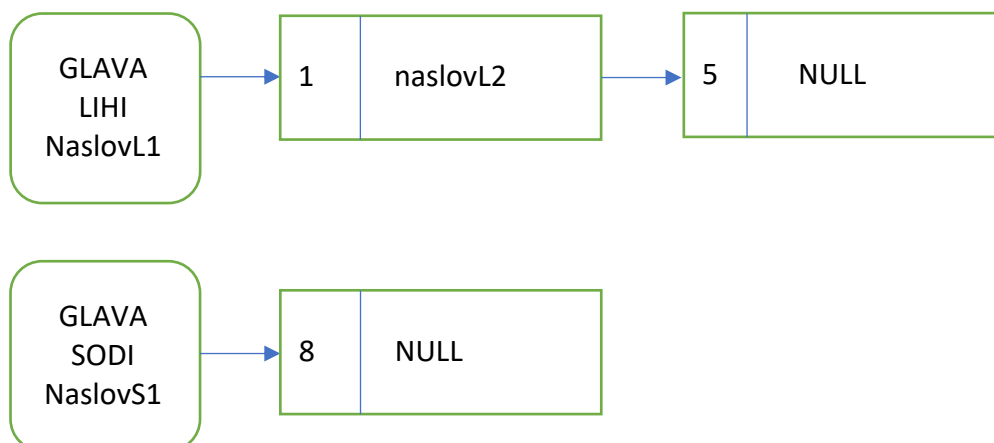 GLAVA
LIHI
NaslovL1
1
naslovL2
5
NULL
GLAVA
SODI
NaslovS1
8
NULL